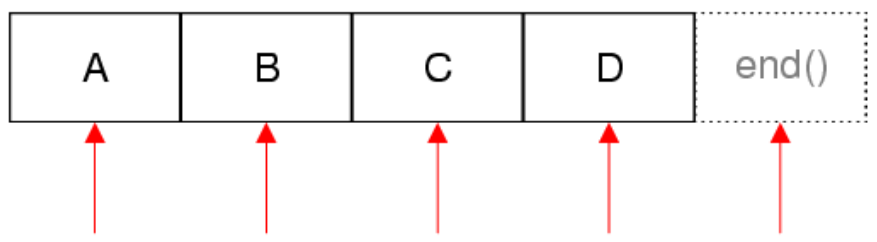 A B C D end()